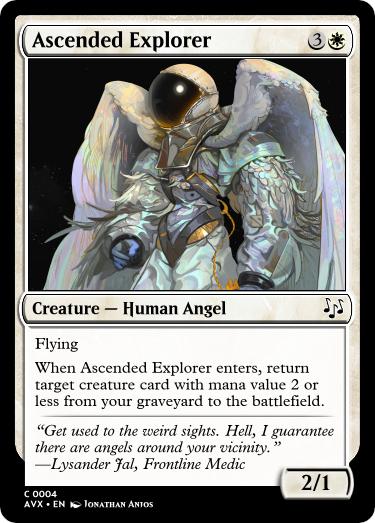 Ascended Explorer 3
Creature — Human Angel
Flying
When Ascended Explorer enters, return
target creature card with mana value 2 or
less from your graveyard to the battlefield.
“Get used to the weird sights. Hell, I guarantee
there are angels around your vicinity.”
—Lysander Jal, Frontline Medic
2/1
C 0004
AVX • EN Jonathan Anjos